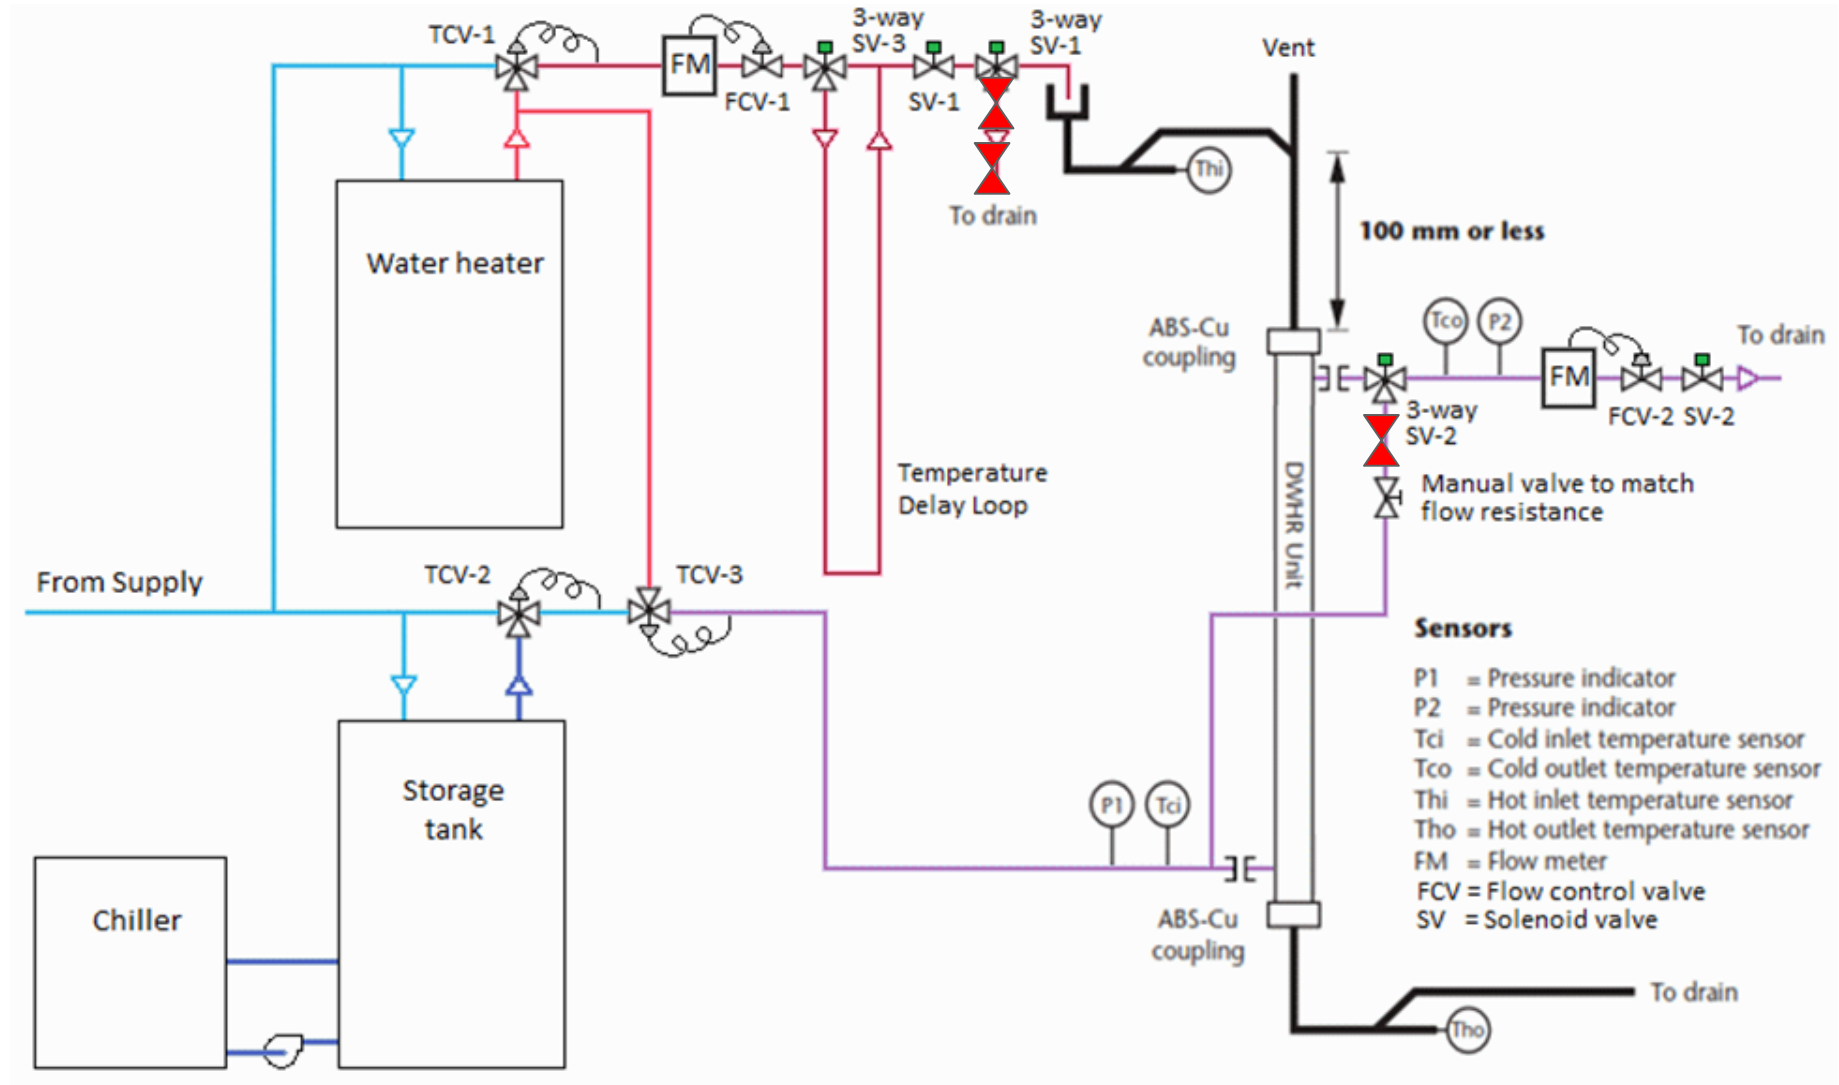 TCV-1
FM
FCV-1
3-way
SV-3
SV-1
3-way
SV-1
Vent
Thi
To drain
100 mm or less
Water heater
ABS-Cu
coupling
Tco
P2
To drain
FM
FCV-2
SV-2
3-way
SV-2
Temperature
Delay Loop
DWHR Unit
Manual valve to match
flow resistance
From Supply
TCV-2
TCV-3
Sensors
P1 = Pressure indicator
P2 = Pressure indicator
Tci = Cold inlet temperature sensor
Tco = Cold outlet temperature sensor
Thi = Hot inlet temperature sensor
Tho = Hot outlet temperature sensor
FM = Flow meter
FCV = Flow control valve
SV = Solenoid valve
Storage
tank
P1
Tci
Chiller
ABS-Cu
coupling
To drain
Tho